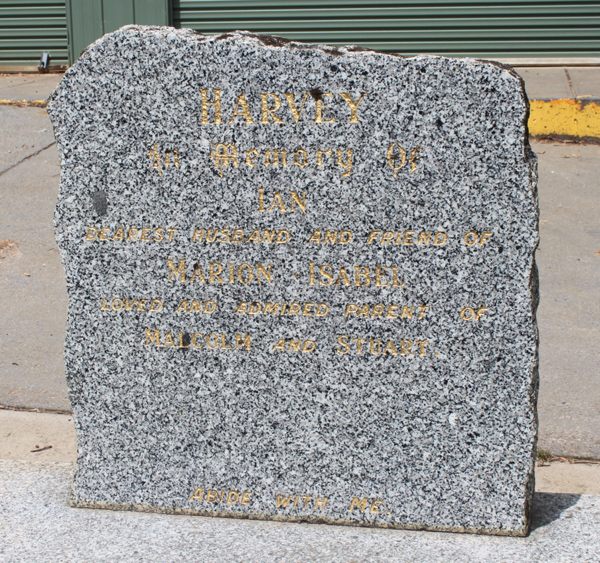 HARVEY
In Memory Of
IAN
DEAREST HUSBAND AND FRIEND OF
MARION ISABEL
LOVED AND ADMIRED PARENT OF
MALCOLM AND STUART.
ABIDE WITH ME.